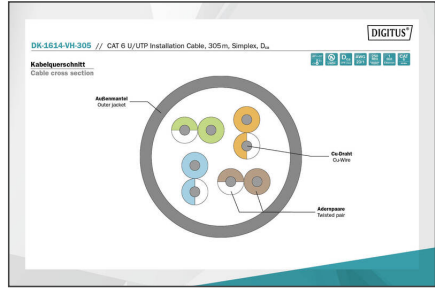 DIGITUS®
DK-1614-VH-305 // CAT 6 U/UTP Installation Cable, 305 m, Simplex, Dca
Kabelquerschnitt
Cable cross section
Außenmantel
Outer jacket
Cu-Draht
Cu-Wire
Adernpaare
Twisted pair